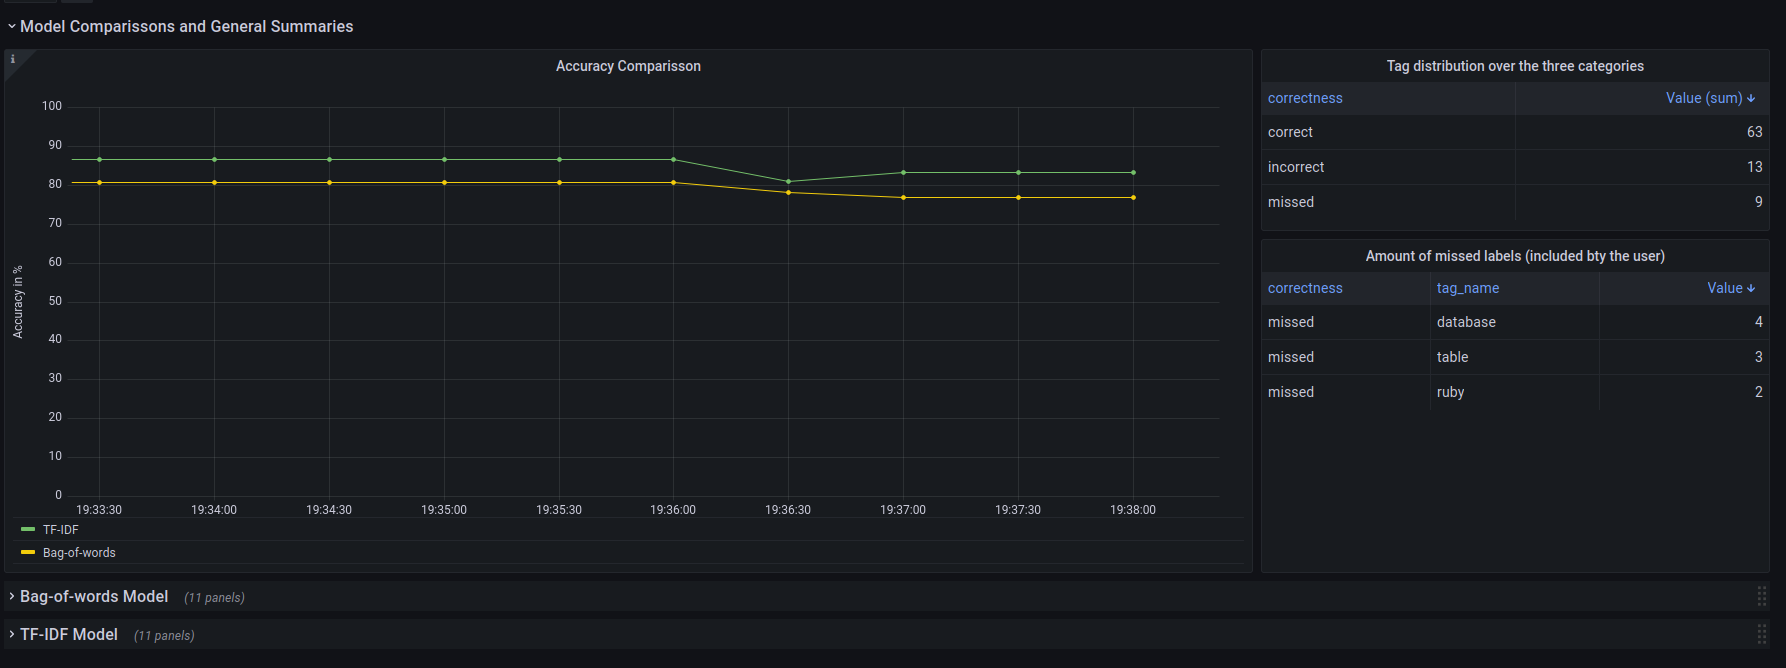 Model Comparissons and General Summaries
i
Accuracy Comparisson
Accuracy in %
100
90
80
70
60
50
40
30
20
10
0
19:33:30 19:34:00 19:34:30 19:35:00 19:35:30 19:36:00 19:36:30 19:37:00 19:37:30 19:38:00
TF-IDF
Bag-of-words
Tag distribution over the three categories
correctness Value (sum) ↓
correct 63
incorrect 13
missed 9
Amount of missed labels (included bty the user)
correctness tag_name Value ↓
missed database 4
missed table 3
missed ruby 2
Bag-of-words Model (11 panels)
TF-IDF Model (11 panels)